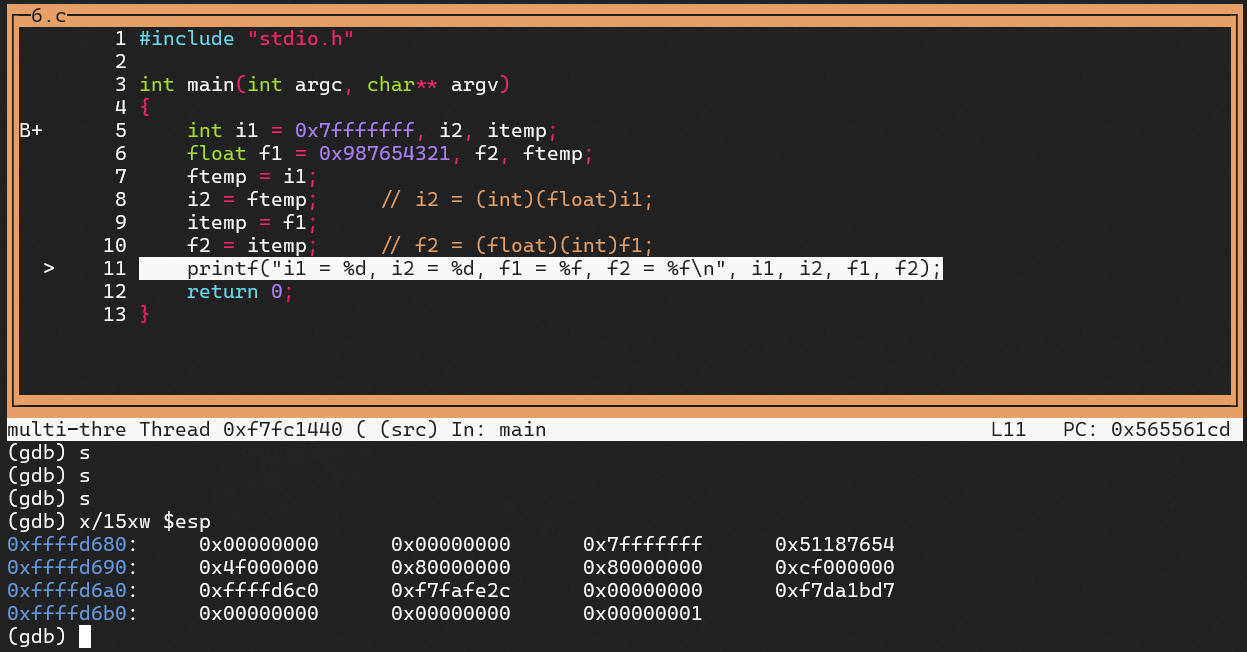 6.c
1 #include "stdio.h"
2
3 int main(int argc, char** argv)
4 {
B+ 5     int i1 = 0x7fffffff, i2, itemp;
6     float f1 = 0x987654321, f2, ftemp;
7     ftemp = i1;
8     i2 = ftemp;     // i2 = (int)(float)i1;
9     itemp = f1;
10     f2 = itemp;     // f2 = (float)(int)f1;
> 11     printf("i1 = %d, i2 = %d, f1 = %f, f2 = %f\n", i1, i2, f1, f2);
12     return 0;
13 }
multi-thre Thread 0xf7fc1440 ( (src) In: main L11 PC: 0x565561cd
(gdb) s
(gdb) s
(gdb) s
(gdb) x/15xw $esp
0xffffd680: 0x00000000 0x00000000 0x7fffffff 0x51187654
0xffffd690: 0x4f000000 0x80000000 0x80000000 0xcf000000
0xffffd6a0: 0xffffd6c0 0xf7fafe2c 0x00000000 0xf7da1bd7
0xffffd6b0: 0x00000000 0x00000000 0x00000001
(gdb)